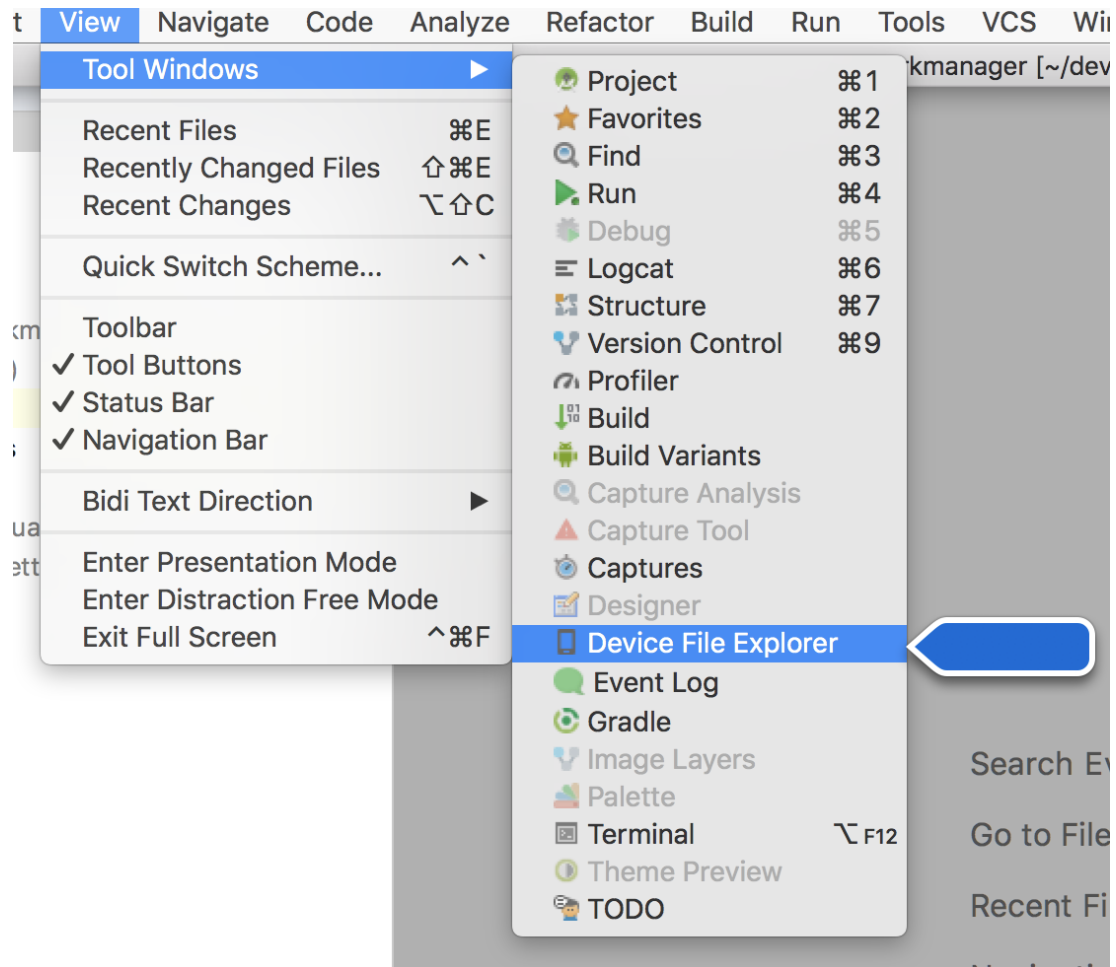 View Navigate Code Analyze Refactor Build Run Tools VCS
Tool Windows ▶
Recent Files ⌘E
Recently Changed Files ⇧⌘E
Recent Changes ⌥⇧C
Quick Switch Scheme... ^`
Toolbar
✓ Tool Buttons
✓ Status Bar
✓ Navigation Bar
Bidi Text Direction ▶
Enter Presentation Mode
Enter Distraction Free Mode
Exit Full Screen ^⌘F
Project ⌘1
Favorites ⌘2
Find ⌘3
Run ⌘4
Debug ⌘5
Logcat ⌘6
Structure ⌘7
Version Control ⌘9
Profiler
Build
Build Variants
Capture Analysis
Capture Tool
Captures
Designer
Device File Explorer
Event Log
Gradle
Image Layers
Palette
Terminal ⌥F12
Theme Preview
TODO
rkmanager [~/dev
Search Ev
Go to File
Recent Fi